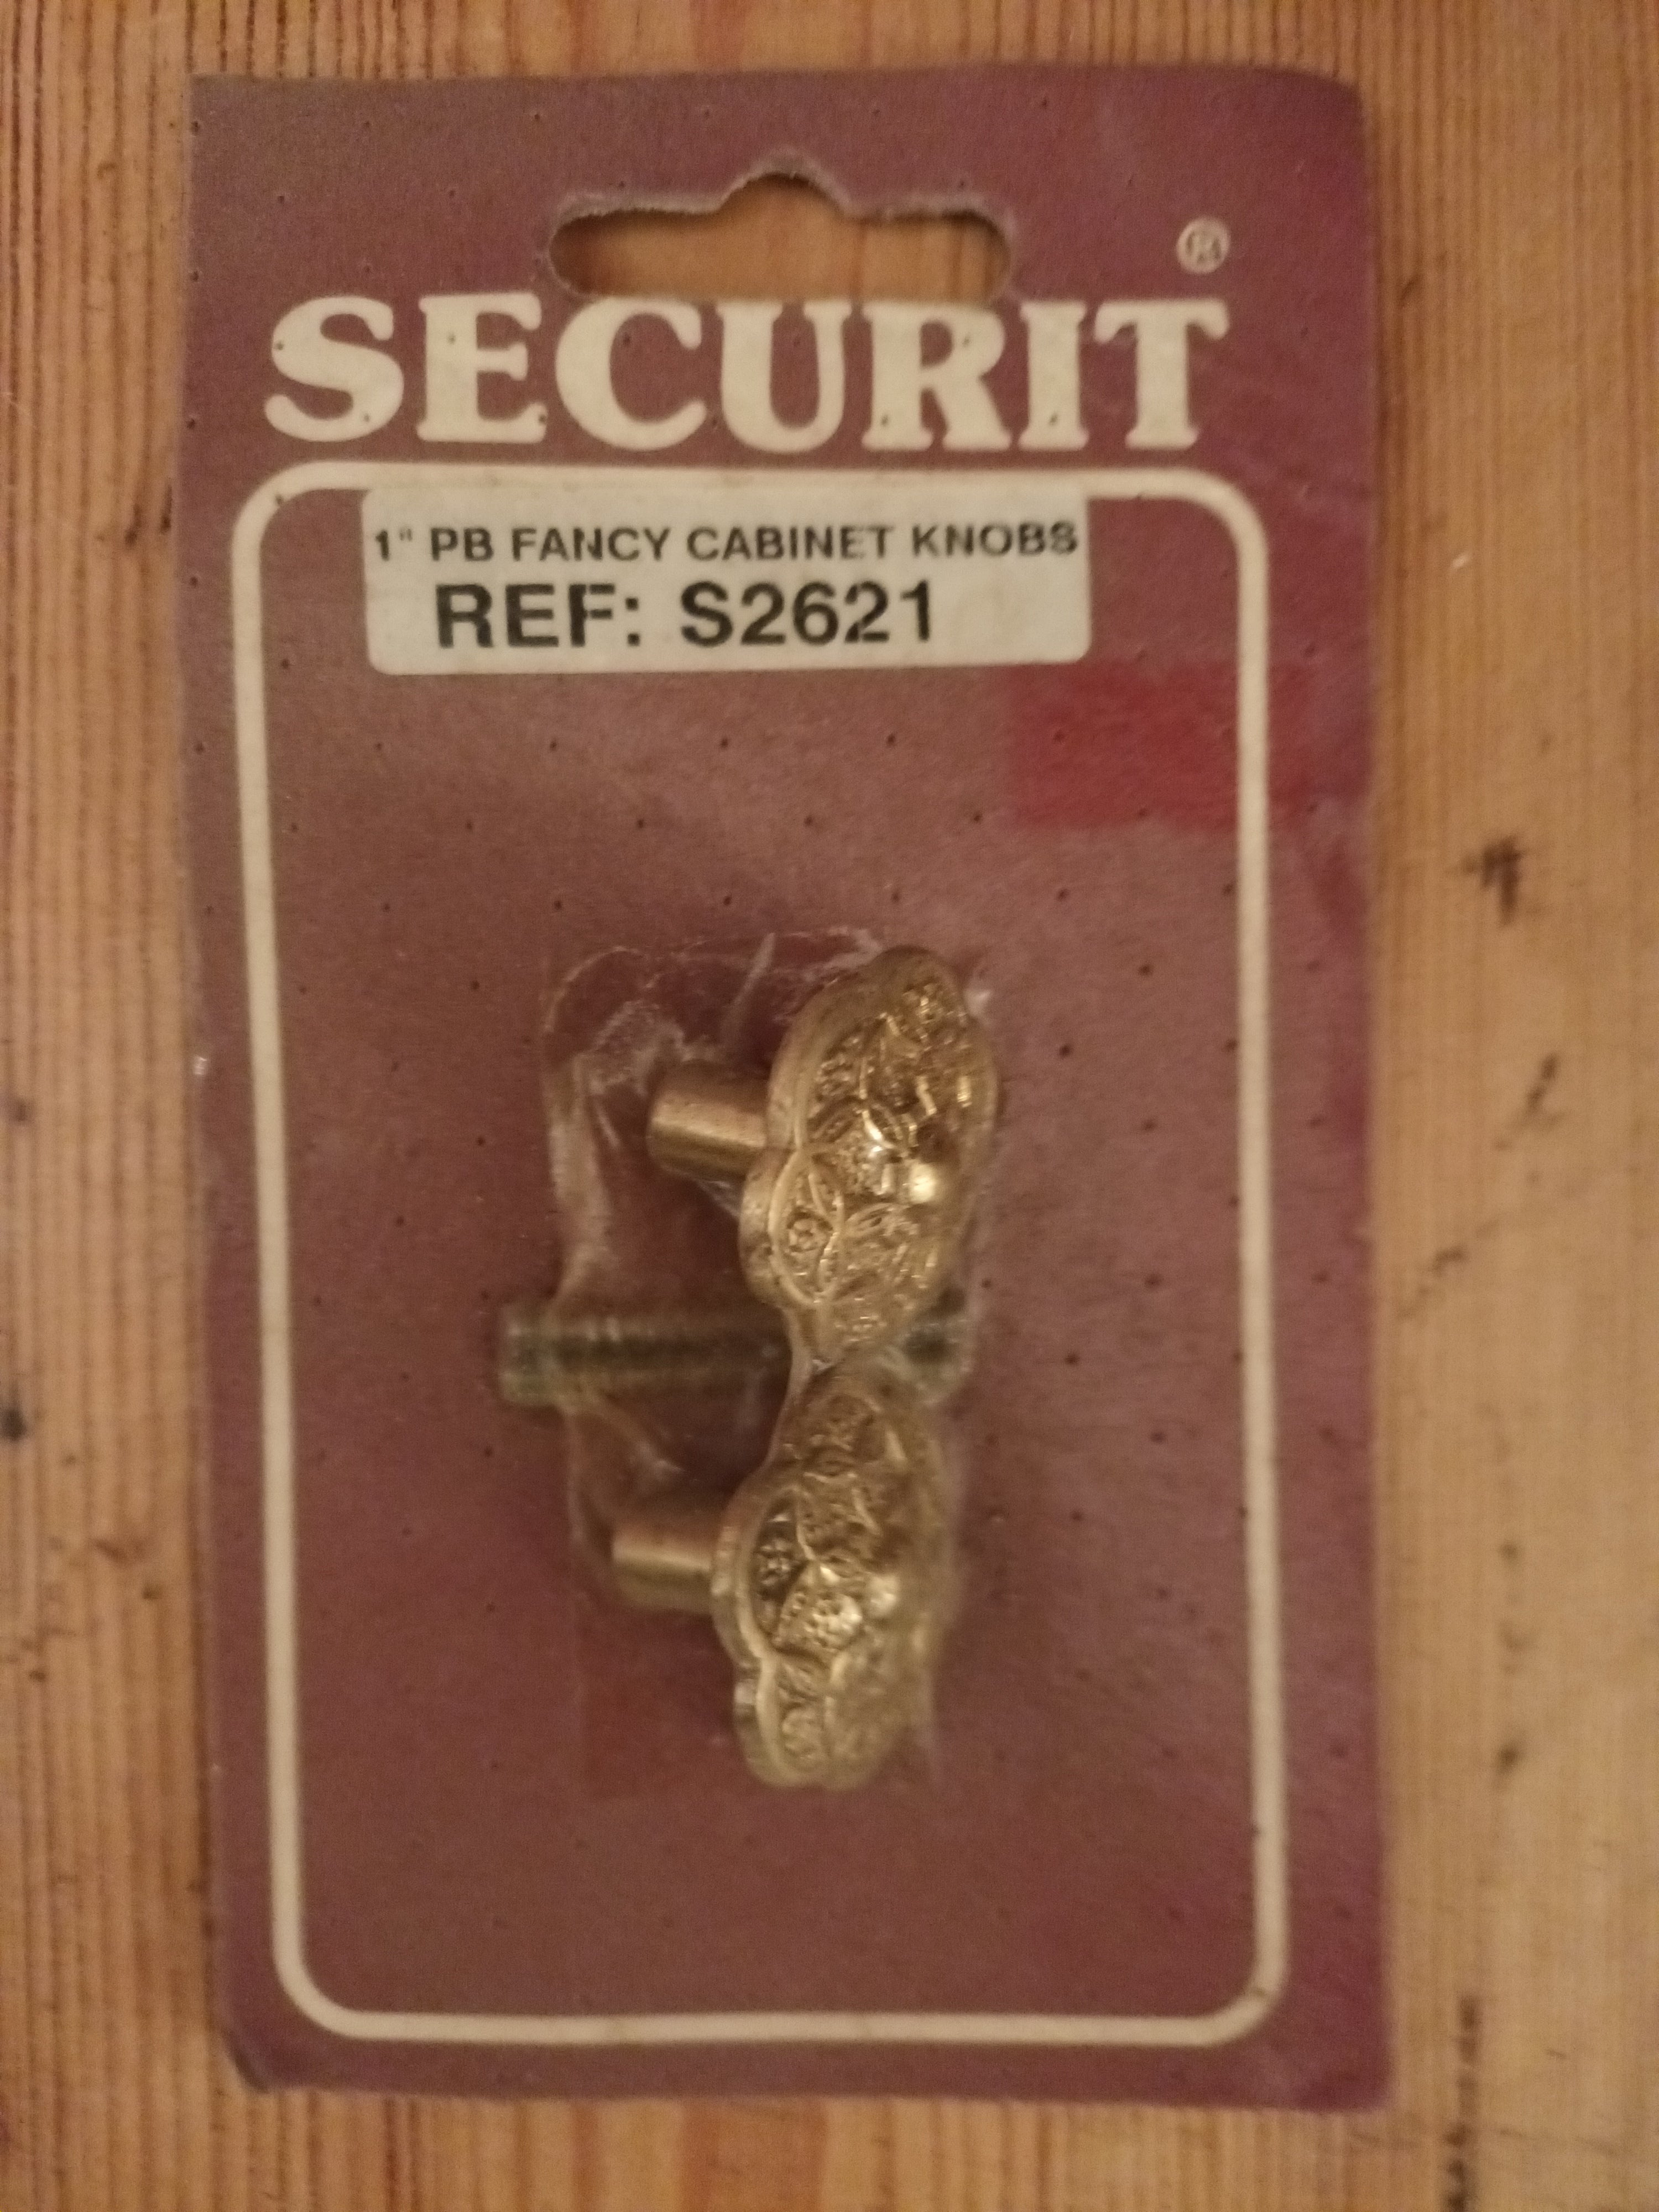 ®
SECURIT
1" PB FANCY CABINET KNOBS
REF: S2621